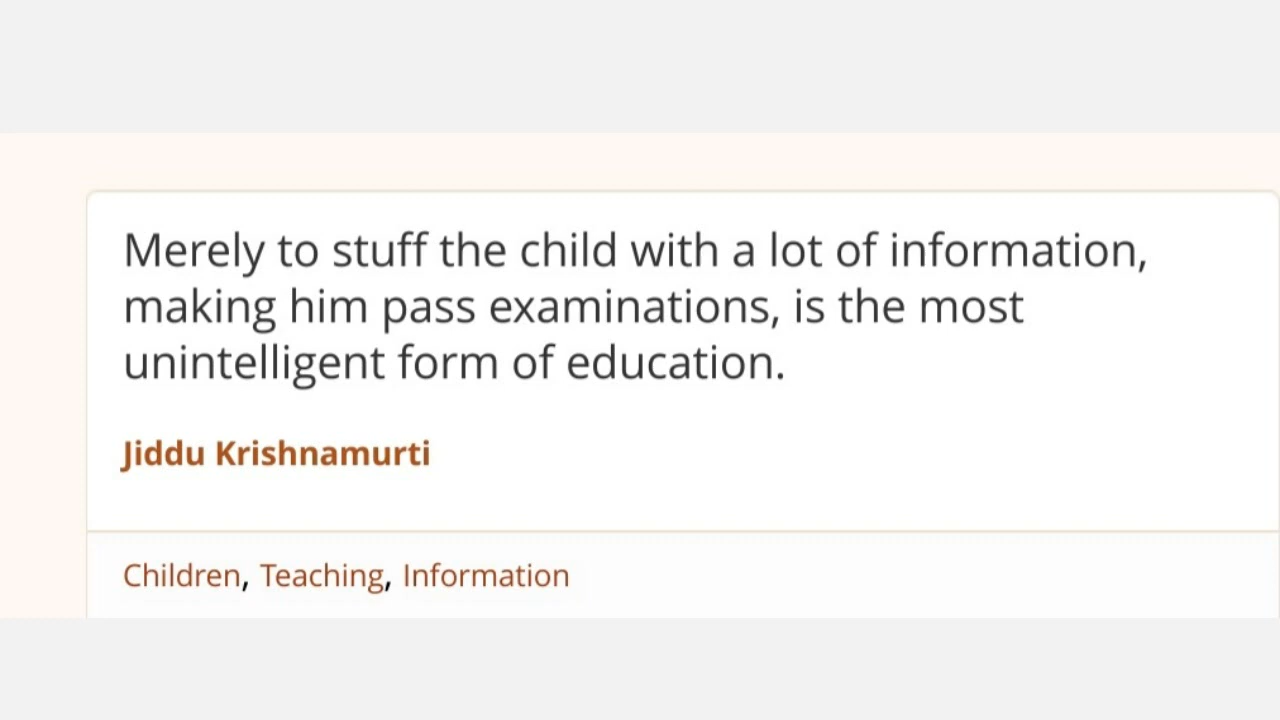 Merely to stuff the child with a lot of information,
making him pass examinations, is the most
unintelligent form of education.
Jiddu Krishnamurti
Children, Teaching, Information